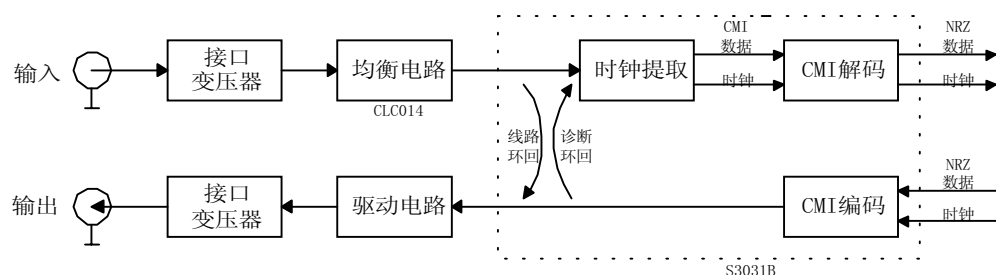 输入
接口
变压器
均衡电路
CLC014
时钟提取
CMI
数据
时钟
CMI解码
NRZ
数据
时钟
线路
环回
诊断
环回
输出
接口
变压器
驱动电路
CMI编码
NRZ
数据
时钟
S3031B